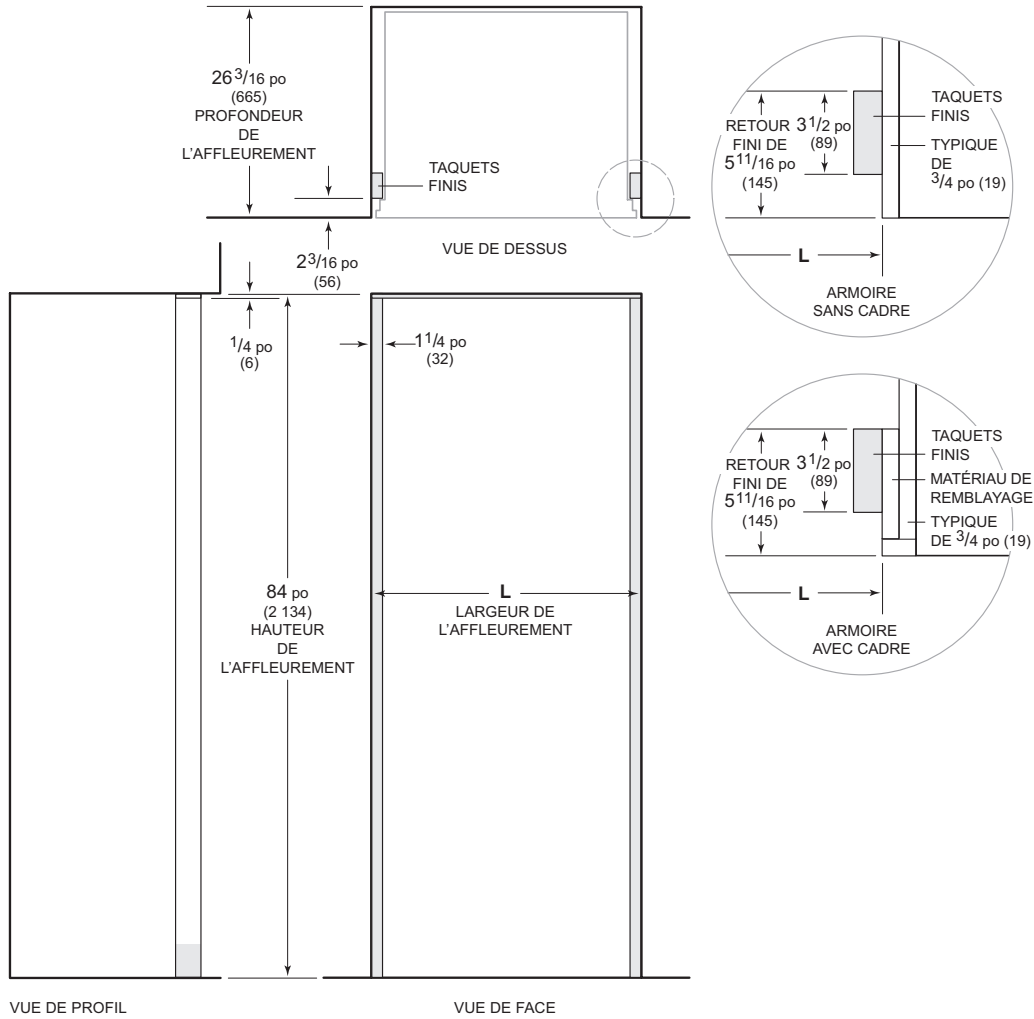 26 3/16 po
(665)
PROFONDEUR
DE
L’AFFLEUREMENT
TAQUETS
FINIS
VUE DE DESSUS
2 3/16 po
(56)
1/4 po
(6)
1 1/4 po
(32)
84 po
(2 134)
HAUTEUR
DE
L’AFFLEUREMENT
L
LARGEUR DE
L’AFFLEUREMENT
VUE DE PROFIL
VUE DE FACE
RETOUR
FINI DE
5 11/16 po
(145)
3 1/2 po
(89)
TAQUETS
FINIS
TYPIQUE
DE
3/4 po (19)
L
ARMOIRE
SANS CADRE
RETOUR
FINI DE
5 11/16 po
(145)
3 1/2 po
(89)
TAQUETS
FINIS
MATÉRIAU DE
REMBLAYAGE
TYPIQUE
DE 3/4 po (19)
L
ARMOIRE
AVEC CADRE